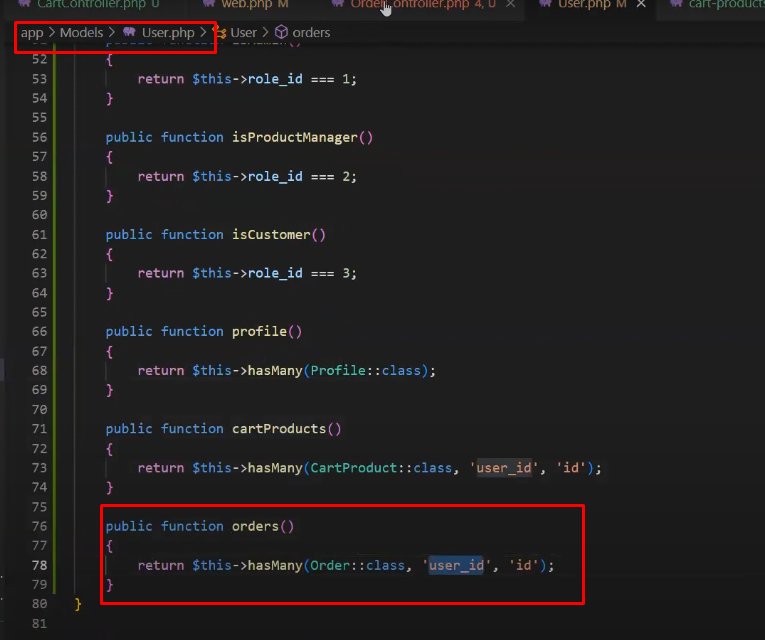 CartController.php U web.php M OrderController.php 4, U User.php M cart-products
app > Models > User.php > User > orders
52 {
53 return $this->role_id === 1;
54 }
55
56 public function isProductManager()
57 {
58 return $this->role_id === 2;
59 }
60
61 public function isCustomer()
62 {
63 return $this->role_id === 3;
64 }
65
66 public function profile()
67 {
68 return $this->hasMany(Profile::class);
69 }
70
71 public function cartProducts()
72 {
73 return $this->hasMany(CartProduct::class, 'user_id', 'id');
74 }
75
76 public function orders()
77 {
78 return $this->hasMany(Order::class, 'user_id', 'id');
79 }
80 }
81